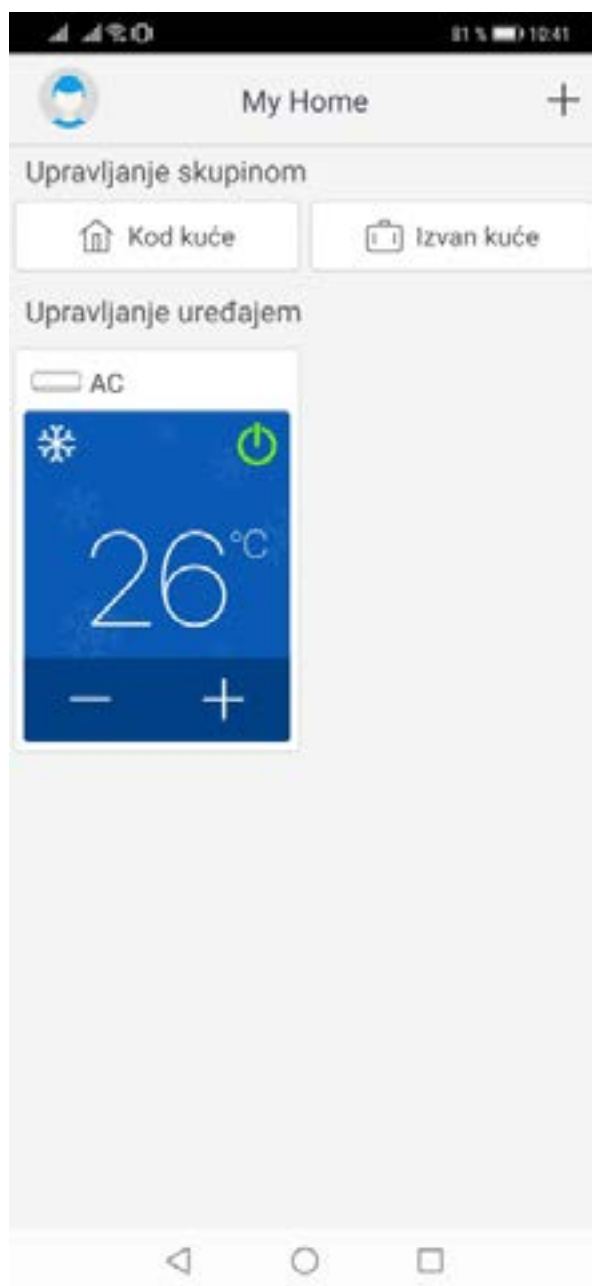 81 % 10:41
My Home
Upravljanje skupinom
Kod kuće
Izvan kuće
Upravljanje uređajem
AC
26 °C